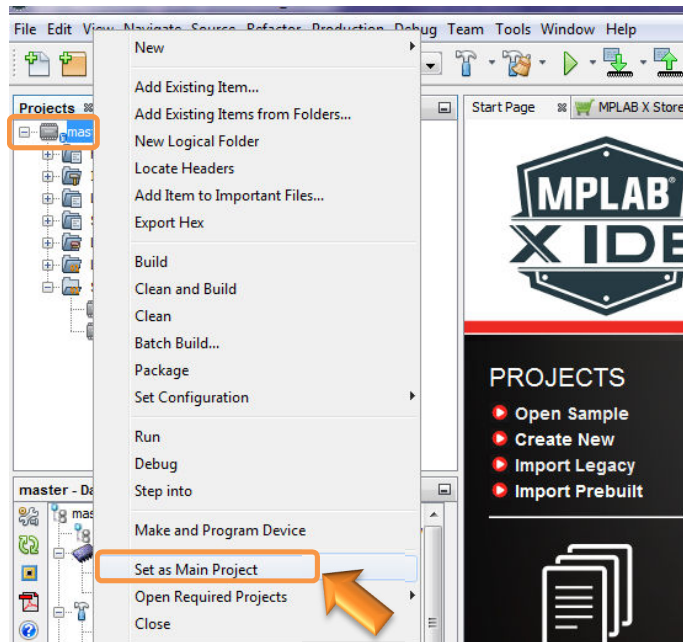 File Edit View Navigate Source Refactor Production Debug Team Tools Window Help
Projects
master
New
Add Existing Item...
Add Existing Items from Folders...
New Logical Folder
Locate Headers
Add Item to Important Files...
Export Hex
Build
Clean and Build
Clean
Batch Build...
Package
Set Configuration
Run
Debug
Step into
Make and Program Device
Set as Main Project
Open Required Projects
Close
master - Da
mas
Start Page
MPLAB X Store
MPLAB®
X IDE
PROJECTS
Open Sample
Create New
Import Legacy
Import Prebuilt